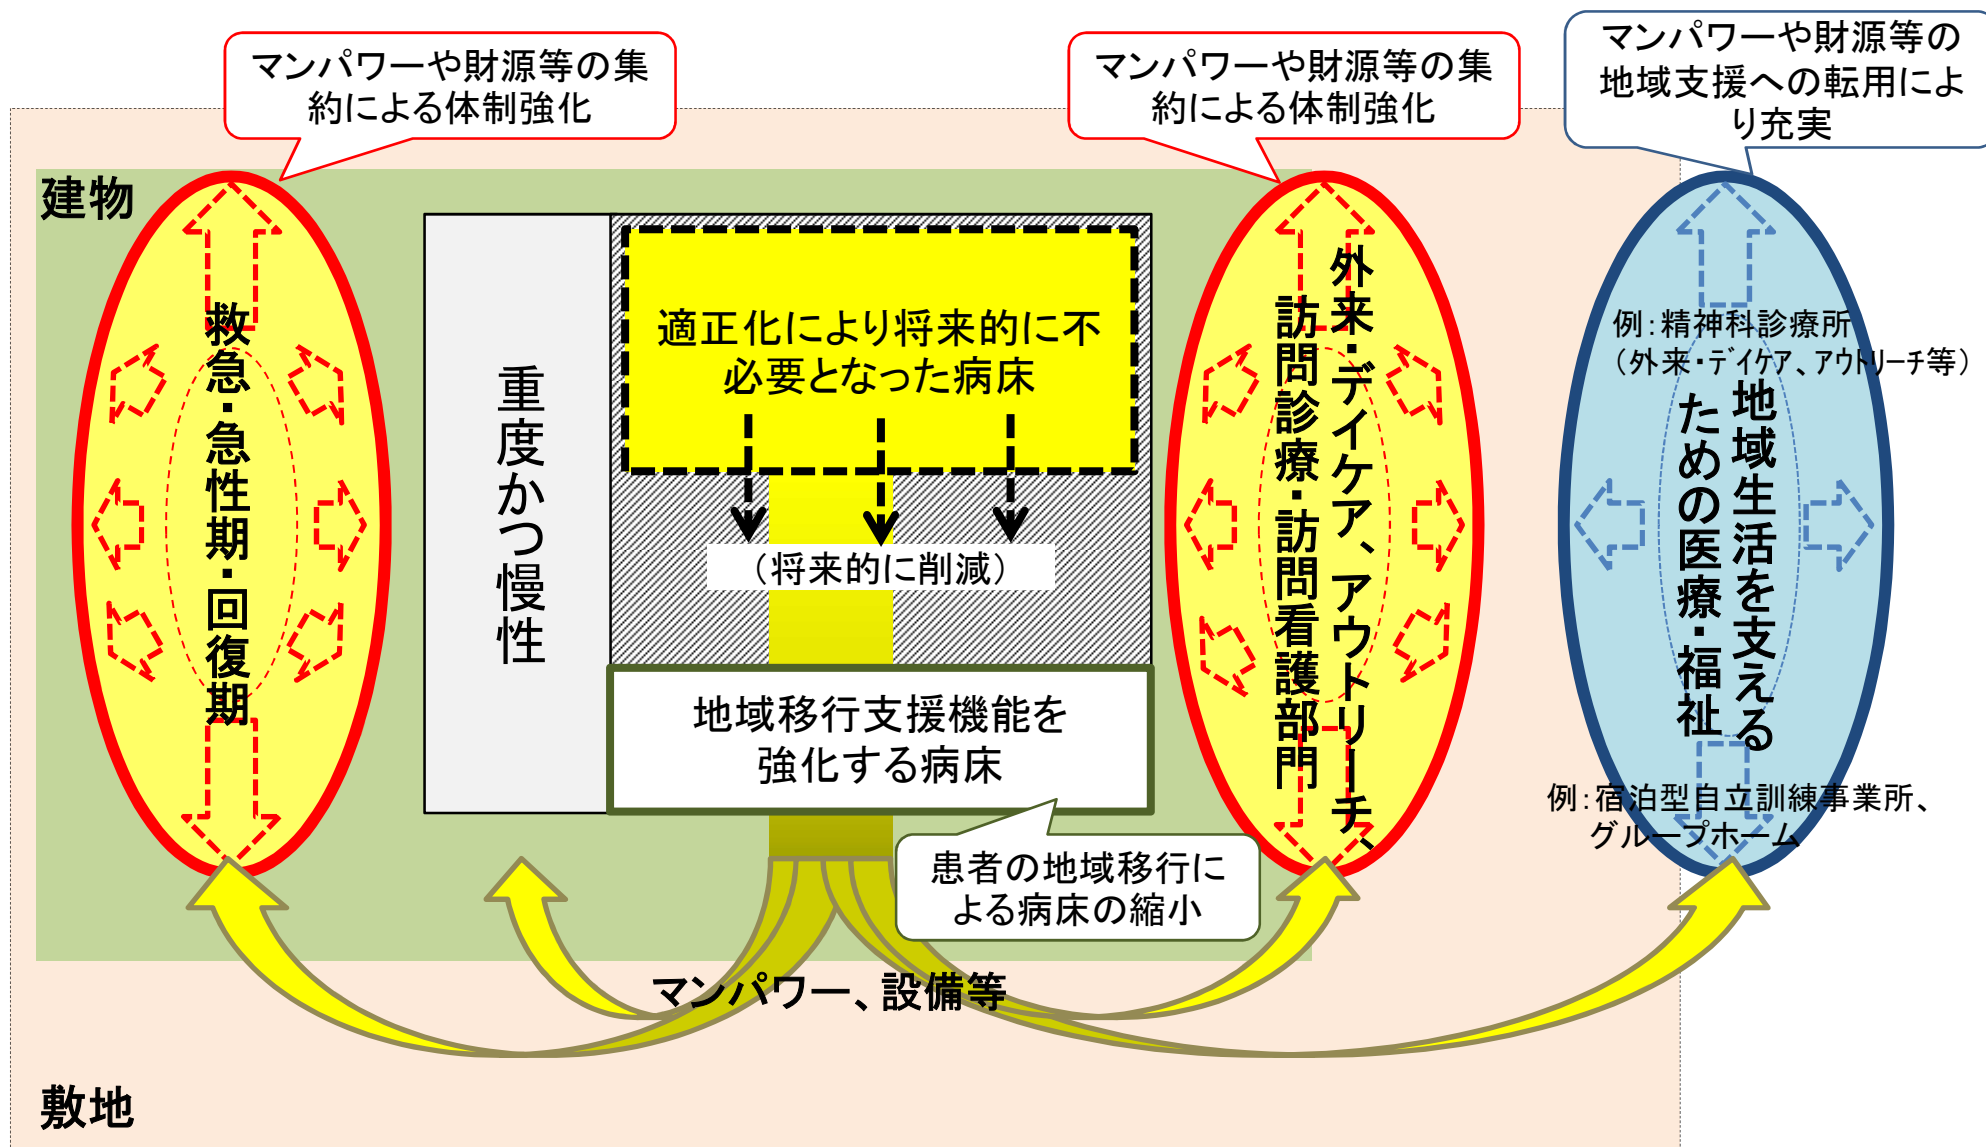 マンパワーや財源等の集
約による体制強化
マンパワーや財源等の集
約による体制強化
マンパワーや財源等の
地域支援への転用によ
り充実
建物
救急・急性期・回復期
重度かつ慢性
適正化により将来的に不
必要となった病床
（将来的に削減）
地域移行支援機能を
強化する病床
患者の地域移行に
よる病床の縮小
外来・デイケア、アウトリーチ、
訪問診療・訪問看護部門
例：精神科診療所
（外来・ﾃﾞｲｹｱ、ｱｳﾄﾘｰﾁ等）
地域生活を支える
ための医療・福祉
例：宿泊型自立訓練事業所、
グループホーム
マンパワー、設備等
敷地